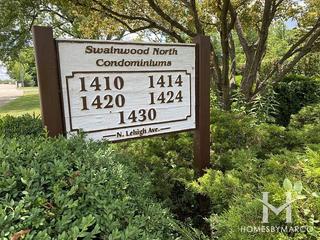 Swainwood North
Condominiums
1410 1414
1420 1424
1430
N. Lehigh Ave.
HOMESBYMARCO